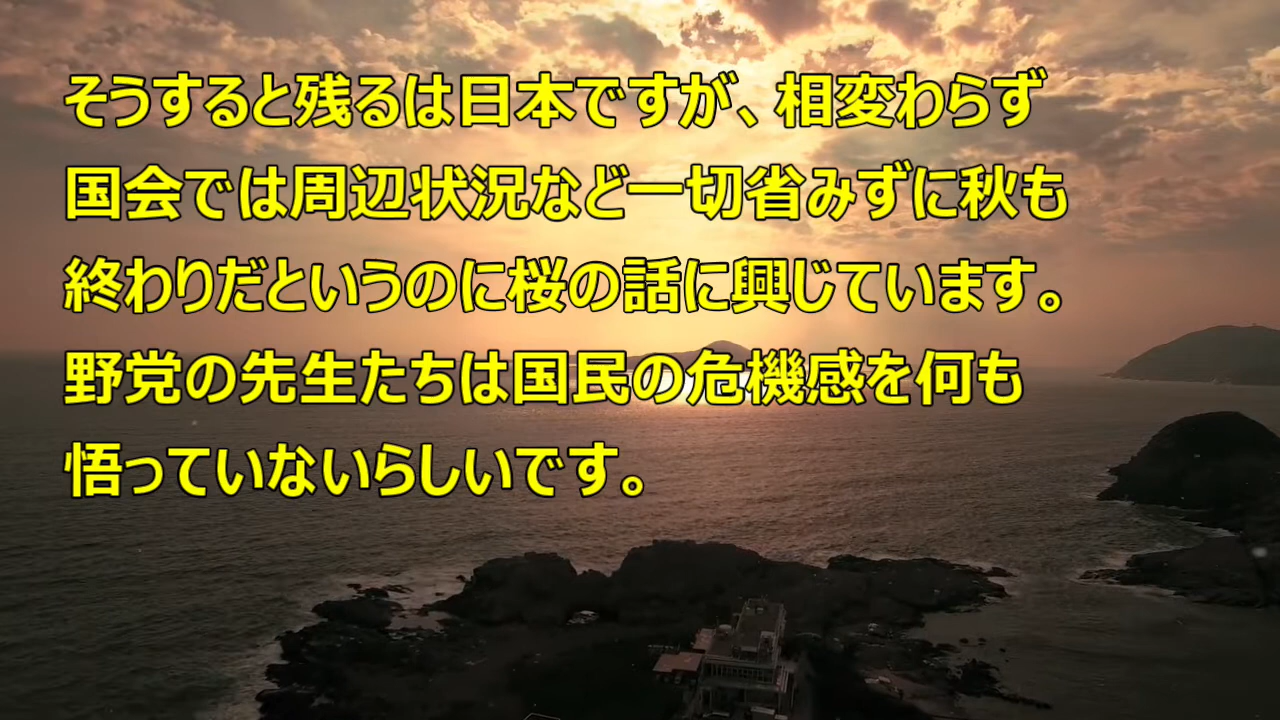 そうすると残るは日本ですが、相変わらず
国会では周辺状況など一切省みずに秋も
終わりだというのに桜の話に興じています。
野党の先生たちは国民の危機感を何も
悟っていないらしいです。